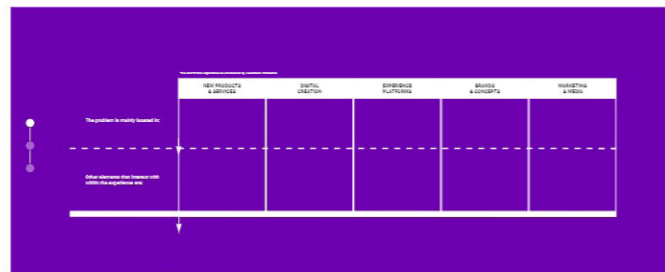 NEW PRODUCTS
& SERVICES
DIGITAL
CREATION
EXPERIENCE
PLATFORMS
BRANDS
& CONCEPTS
MARKETING
& MEDIA
The problem is mainly located in:
Other elements that interact with
within the experience are: